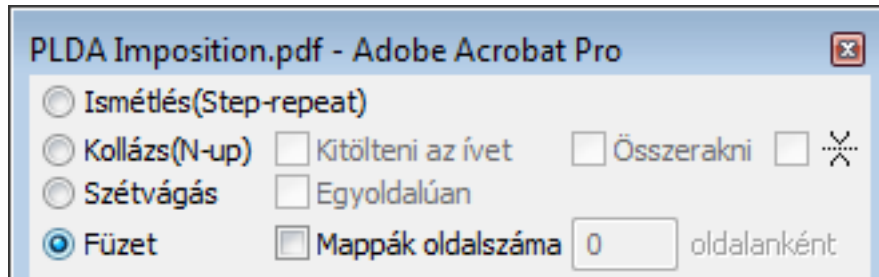 PLDA Imposition.pdf - Adobe Acrobat Pro
Ismétlés(Step-repeat)
Kollázs(N-up) Kitölteni az ívet Összerakni
Szétvágás Egyoldalúan
Füzet Mappák oldalszáma 0 oldalanként